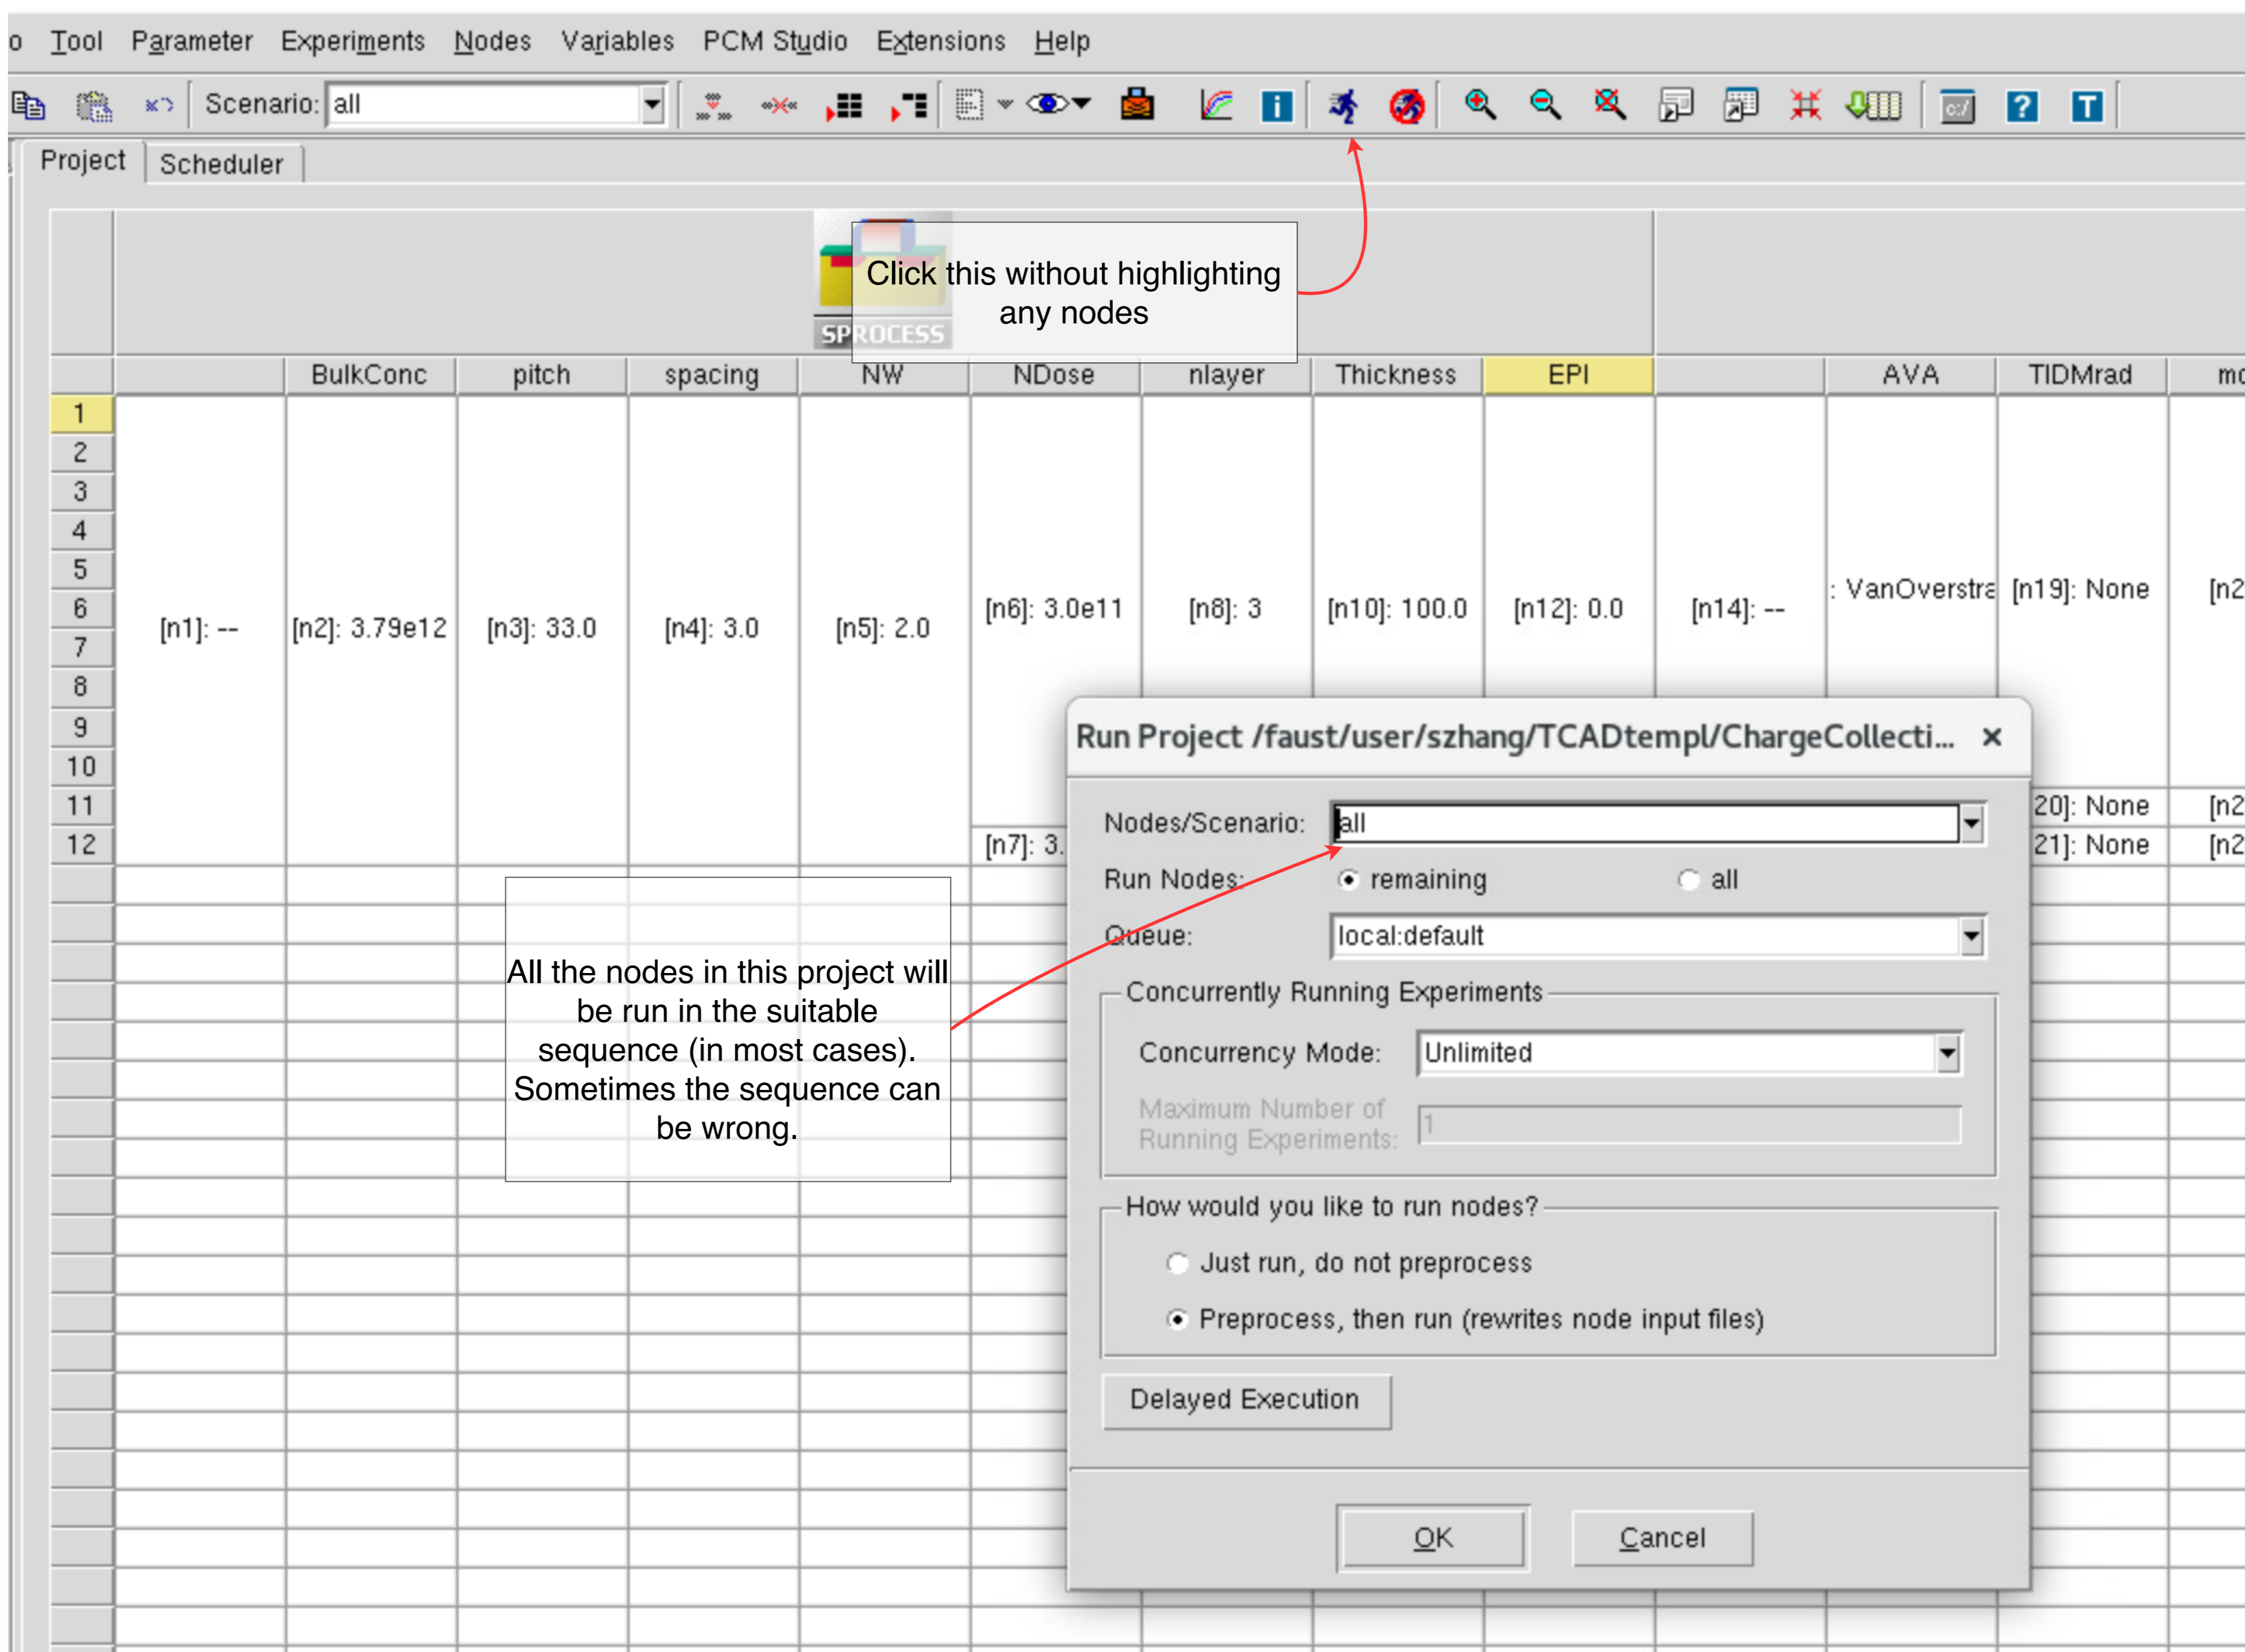 o Tool Parameter Experiments Nodes Variables PCM Studio Extensions Help
Scenario: all
c:/ ? T
Project Scheduler
Click this without highlighting
any nodes
SPROCESS
BulkConc pitch spacing NW NDose nlayer Thickness EPI AVA TIDMrad
1
2
3
4
5
6
7
8
9
10
11
12
[n1]: -- [n2]: 3.79e12 [n3]: 33.0 [n4]: 3.0 [n5]: 2.0 [n6]: 3.0e11 [n8]: 3 [n10]: 100.0 [n12]: 0.0 [n14]: -- : VanOverstra [n19]: None [n2
20]: None [n2
[n7]: 3. 21]: None [n2
All the nodes in this project will
be run in the suitable
sequence (in most cases).
Sometimes the sequence can
be wrong.
Run Project /faust/user/szhang/TCADtempl/ChargeCollecti... ×
Nodes/Scenario: all
Run Nodes: remaining all
Queue: local:default
Concurrently Running Experiments
Concurrency Mode: Unlimited
Maximum Number of
Running Experiments: 1
How would you like to run nodes?
Just run, do not preprocess
Preprocess, then run (rewrites node input files)
Delayed Execution
OK Cancel